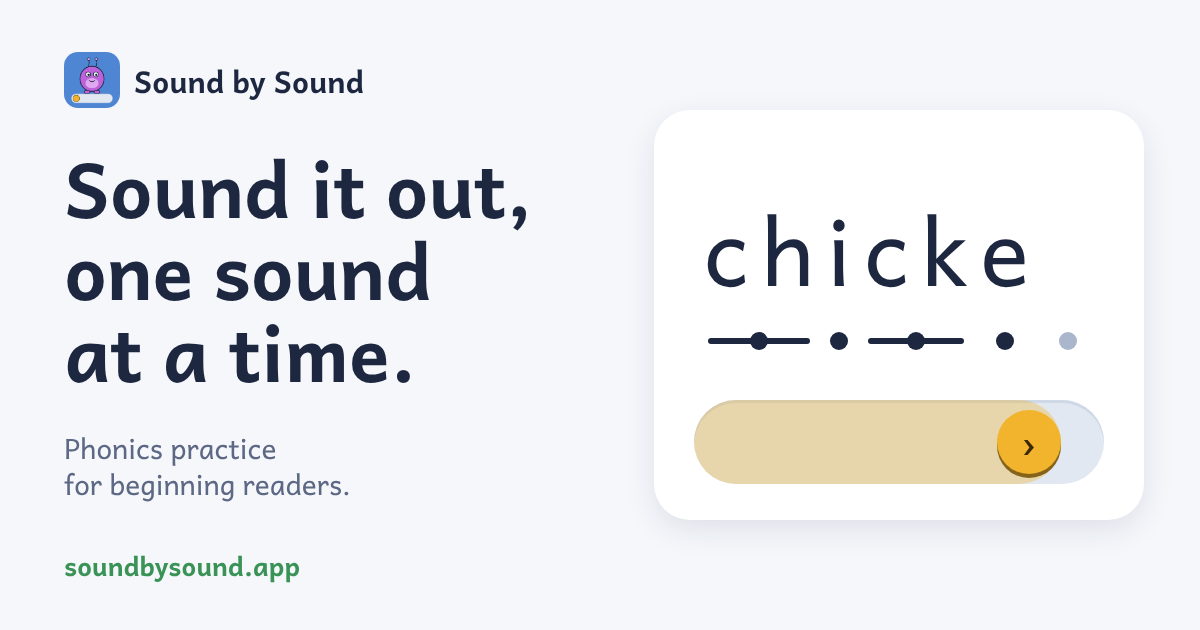 Sound by Sound
Sound it out,
one sound
at a time.
Phonics practice
for beginning readers.
soundbysound.app
chicke
›